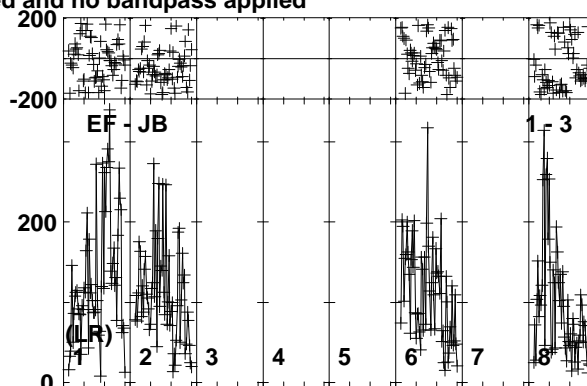 ed and no bandpass applied
200
-200
EF - JB 1 - 3
200
(LR)
1 2 3 4 5 6 7 8
0